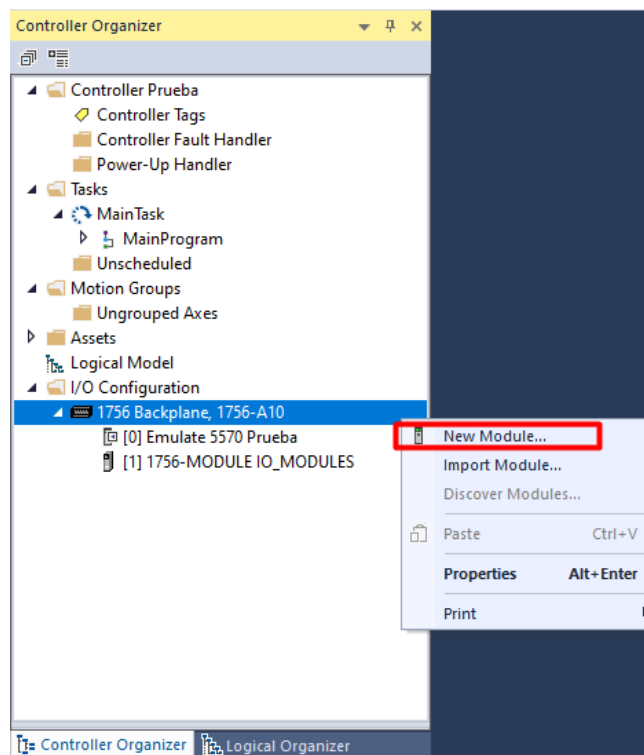 Controller Organizer
Controller Prueba
Controller Tags
Controller Fault Handler
Power-Up Handler
Tasks
MainTask
MainProgram
Unscheduled
Motion Groups
Ungrouped Axes
Assets
Logical Model
I/O Configuration
1756 Backplane, 1756-A10
[0] Emulate 5570 Prueba
[1] 1756-MODULE IO_MODULES
New Module...
Import Module...
Discover Modules...
Paste Ctrl+V
Properties Alt+Enter
Print
Controller Organizer Logical Organizer